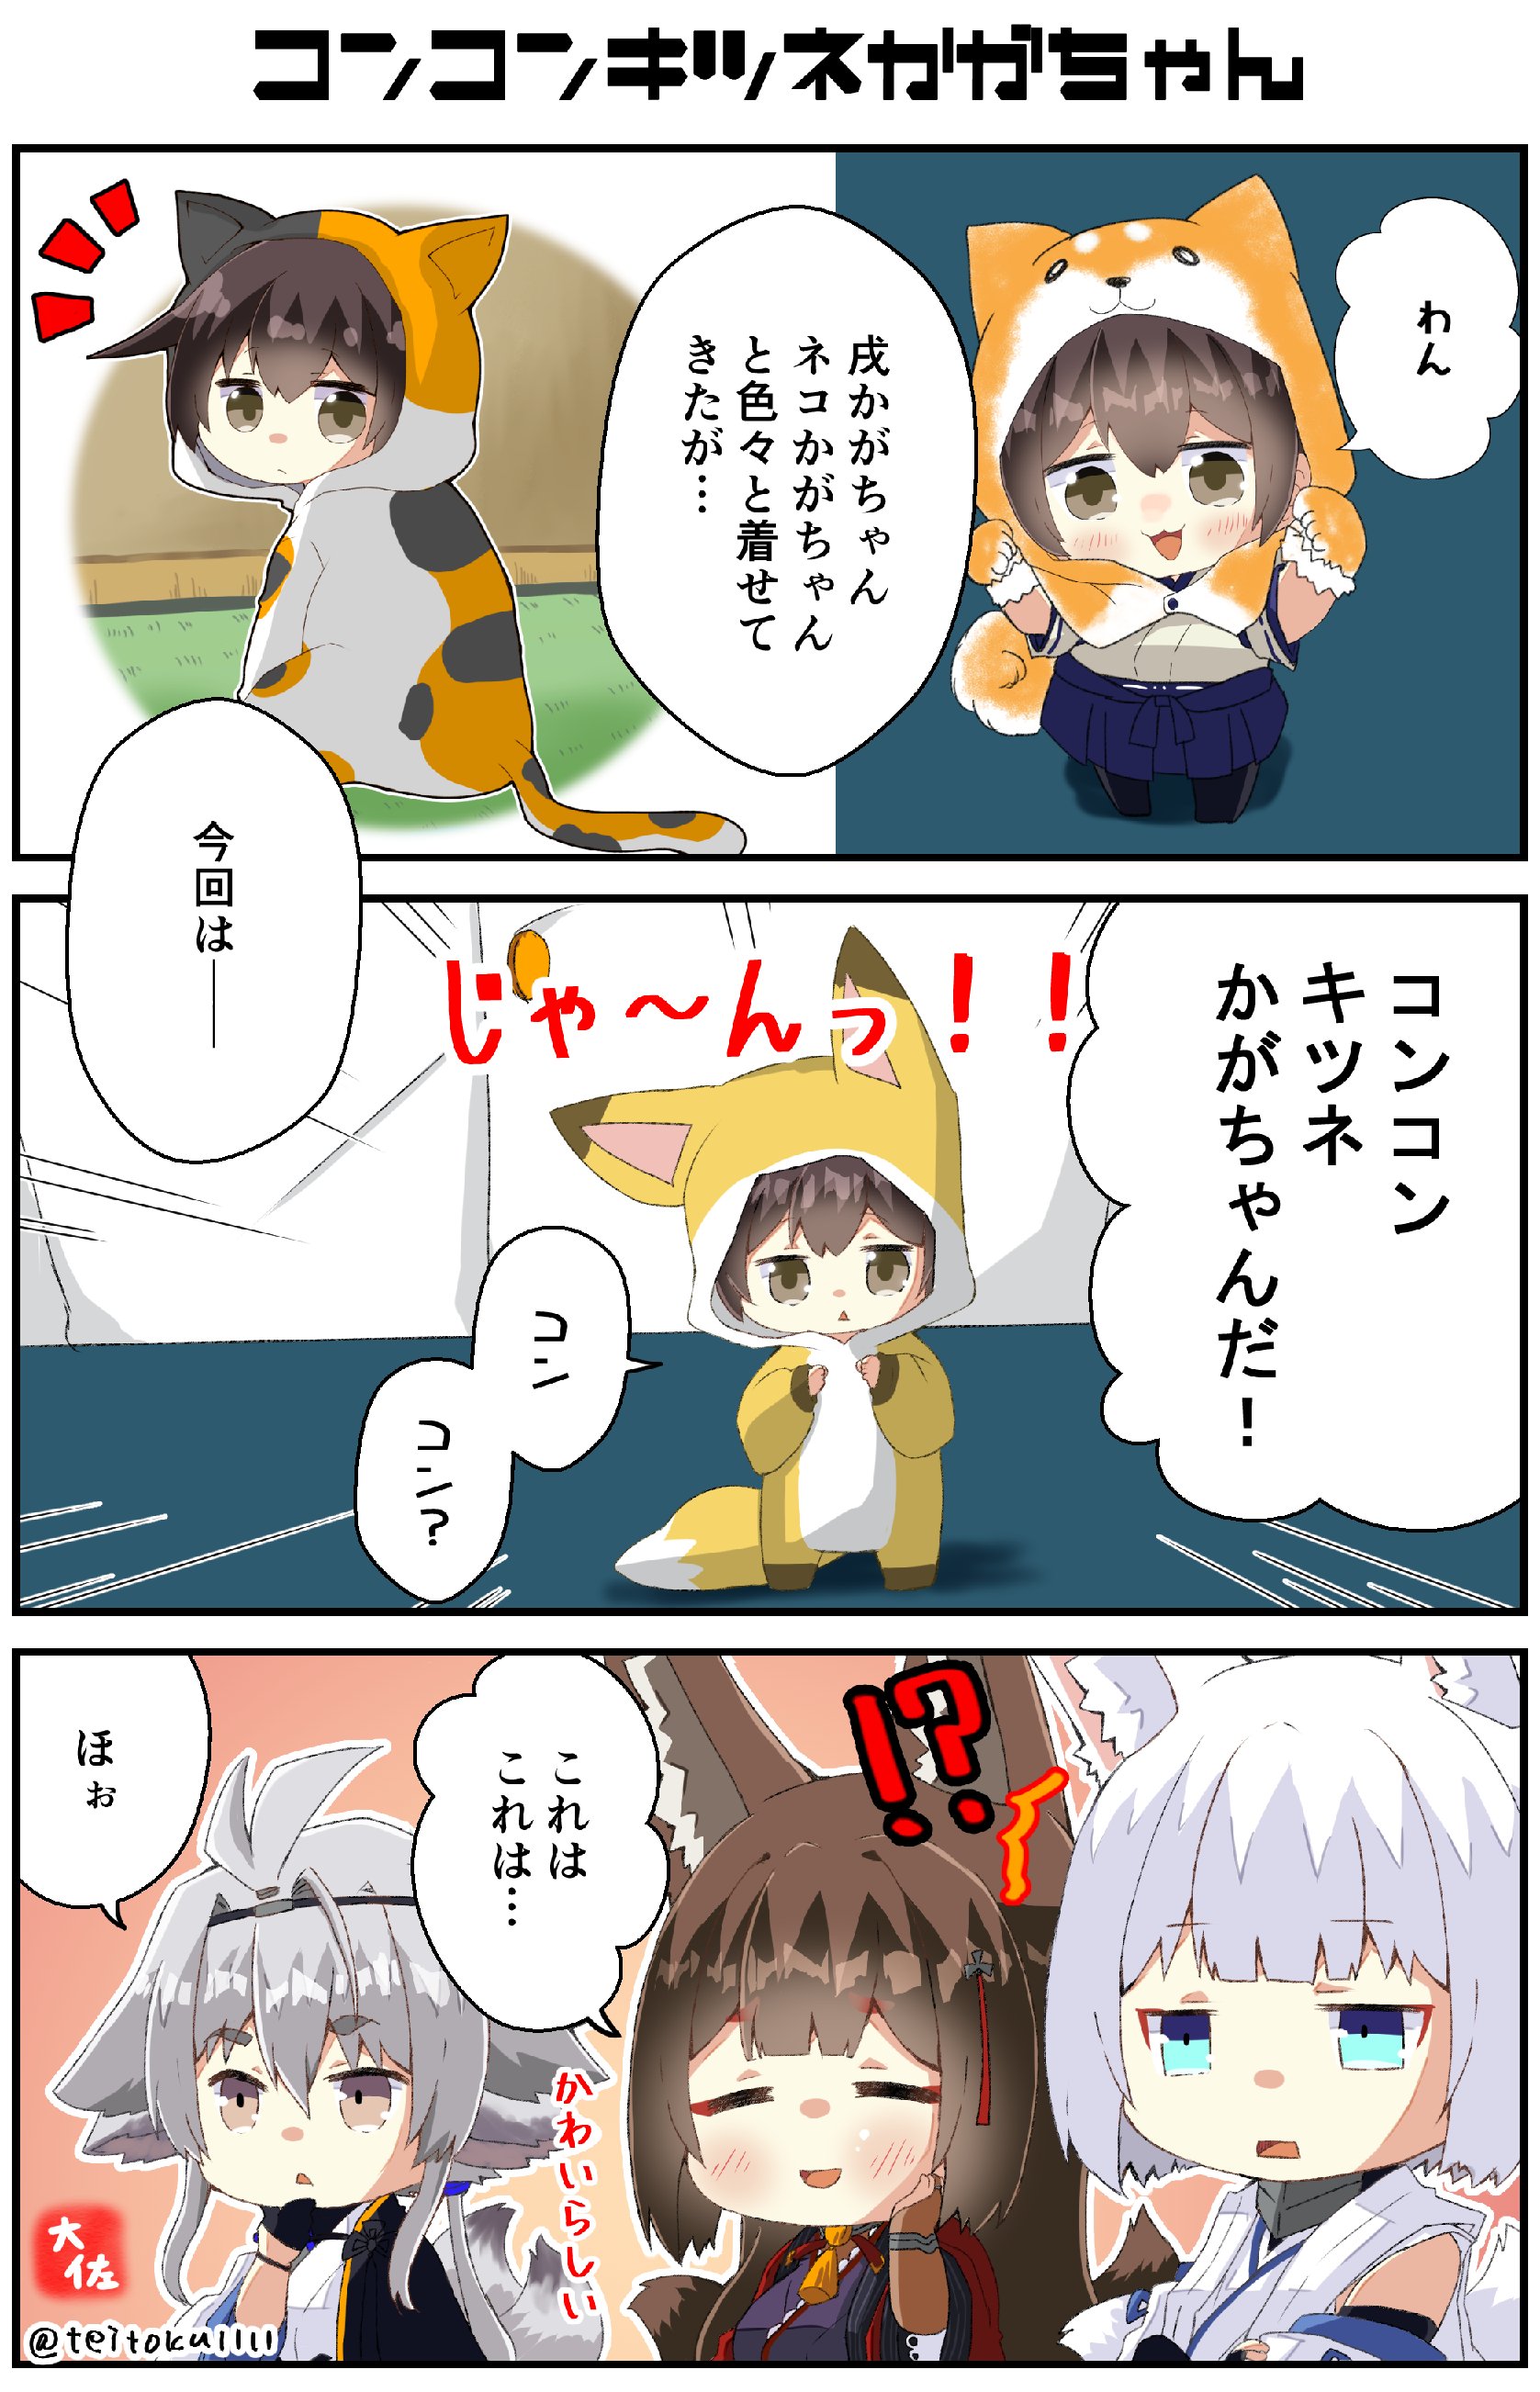 コンコンキツネかがちゃん
わん
戌かがちゃん
ネコかがちゃん
と色々と着せて
きたが…
今回は――
コンコン
キツネ
かがちゃんだ!
じゃ～んっ!!
コン
コン?
!?
これは
これは…
かわいらしい
ほぉ
大佐
@teitoku1111